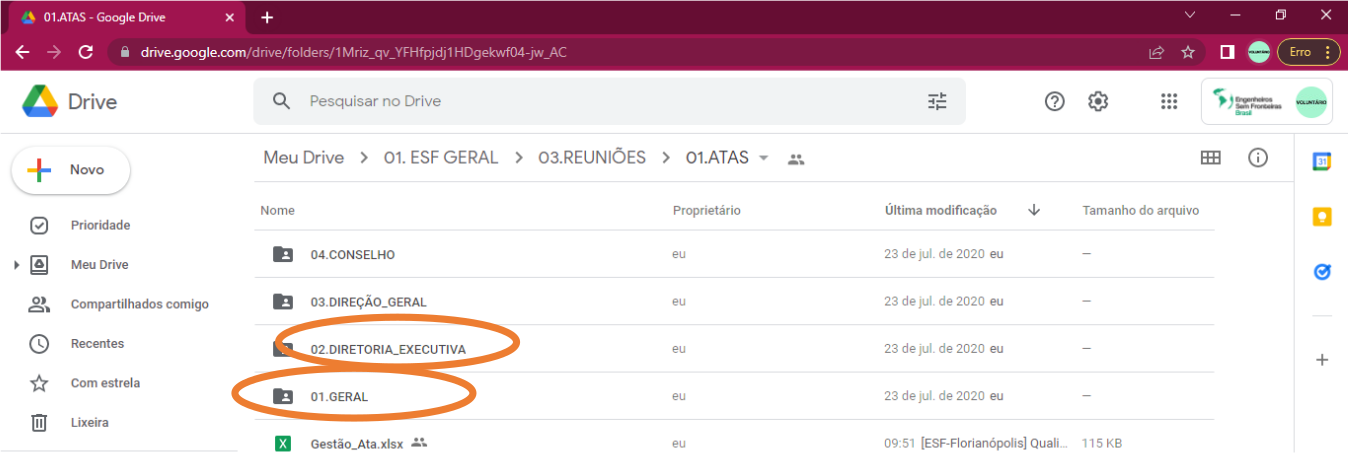 01.ATAS - Google Drive
drive.google.com/drive/folders/1Mriz_qv_YFHfpjdj1HDgekwf04-jw_AC
VOLUNTÁRIO
Erro
Drive
Pesquisar no Drive
Engenheiros
Sem Fronteiras
Brasil
VOLUNTÁRIO
Novo
Meu Drive > 01. ESF GERAL > 03.REUNIÕES > 01.ATAS
31
Nome Proprietário Última modificação Tamanho do arquivo
Prioridade
Meu Drive
Compartilhados comigo
Recentes
Com estrela
Lixeira
04.CONSELHO eu 23 de jul. de 2020 eu —
03.DIREÇÃO_GERAL eu 23 de jul. de 2020 eu —
02.DIRETORIA_EXECUTIVA eu 23 de jul. de 2020 eu —
01.GERAL eu 23 de jul. de 2020 eu —
X Gestão_Ata.xlsx eu 09:51 [ESF-Florianópolis] Quali... 115 KB